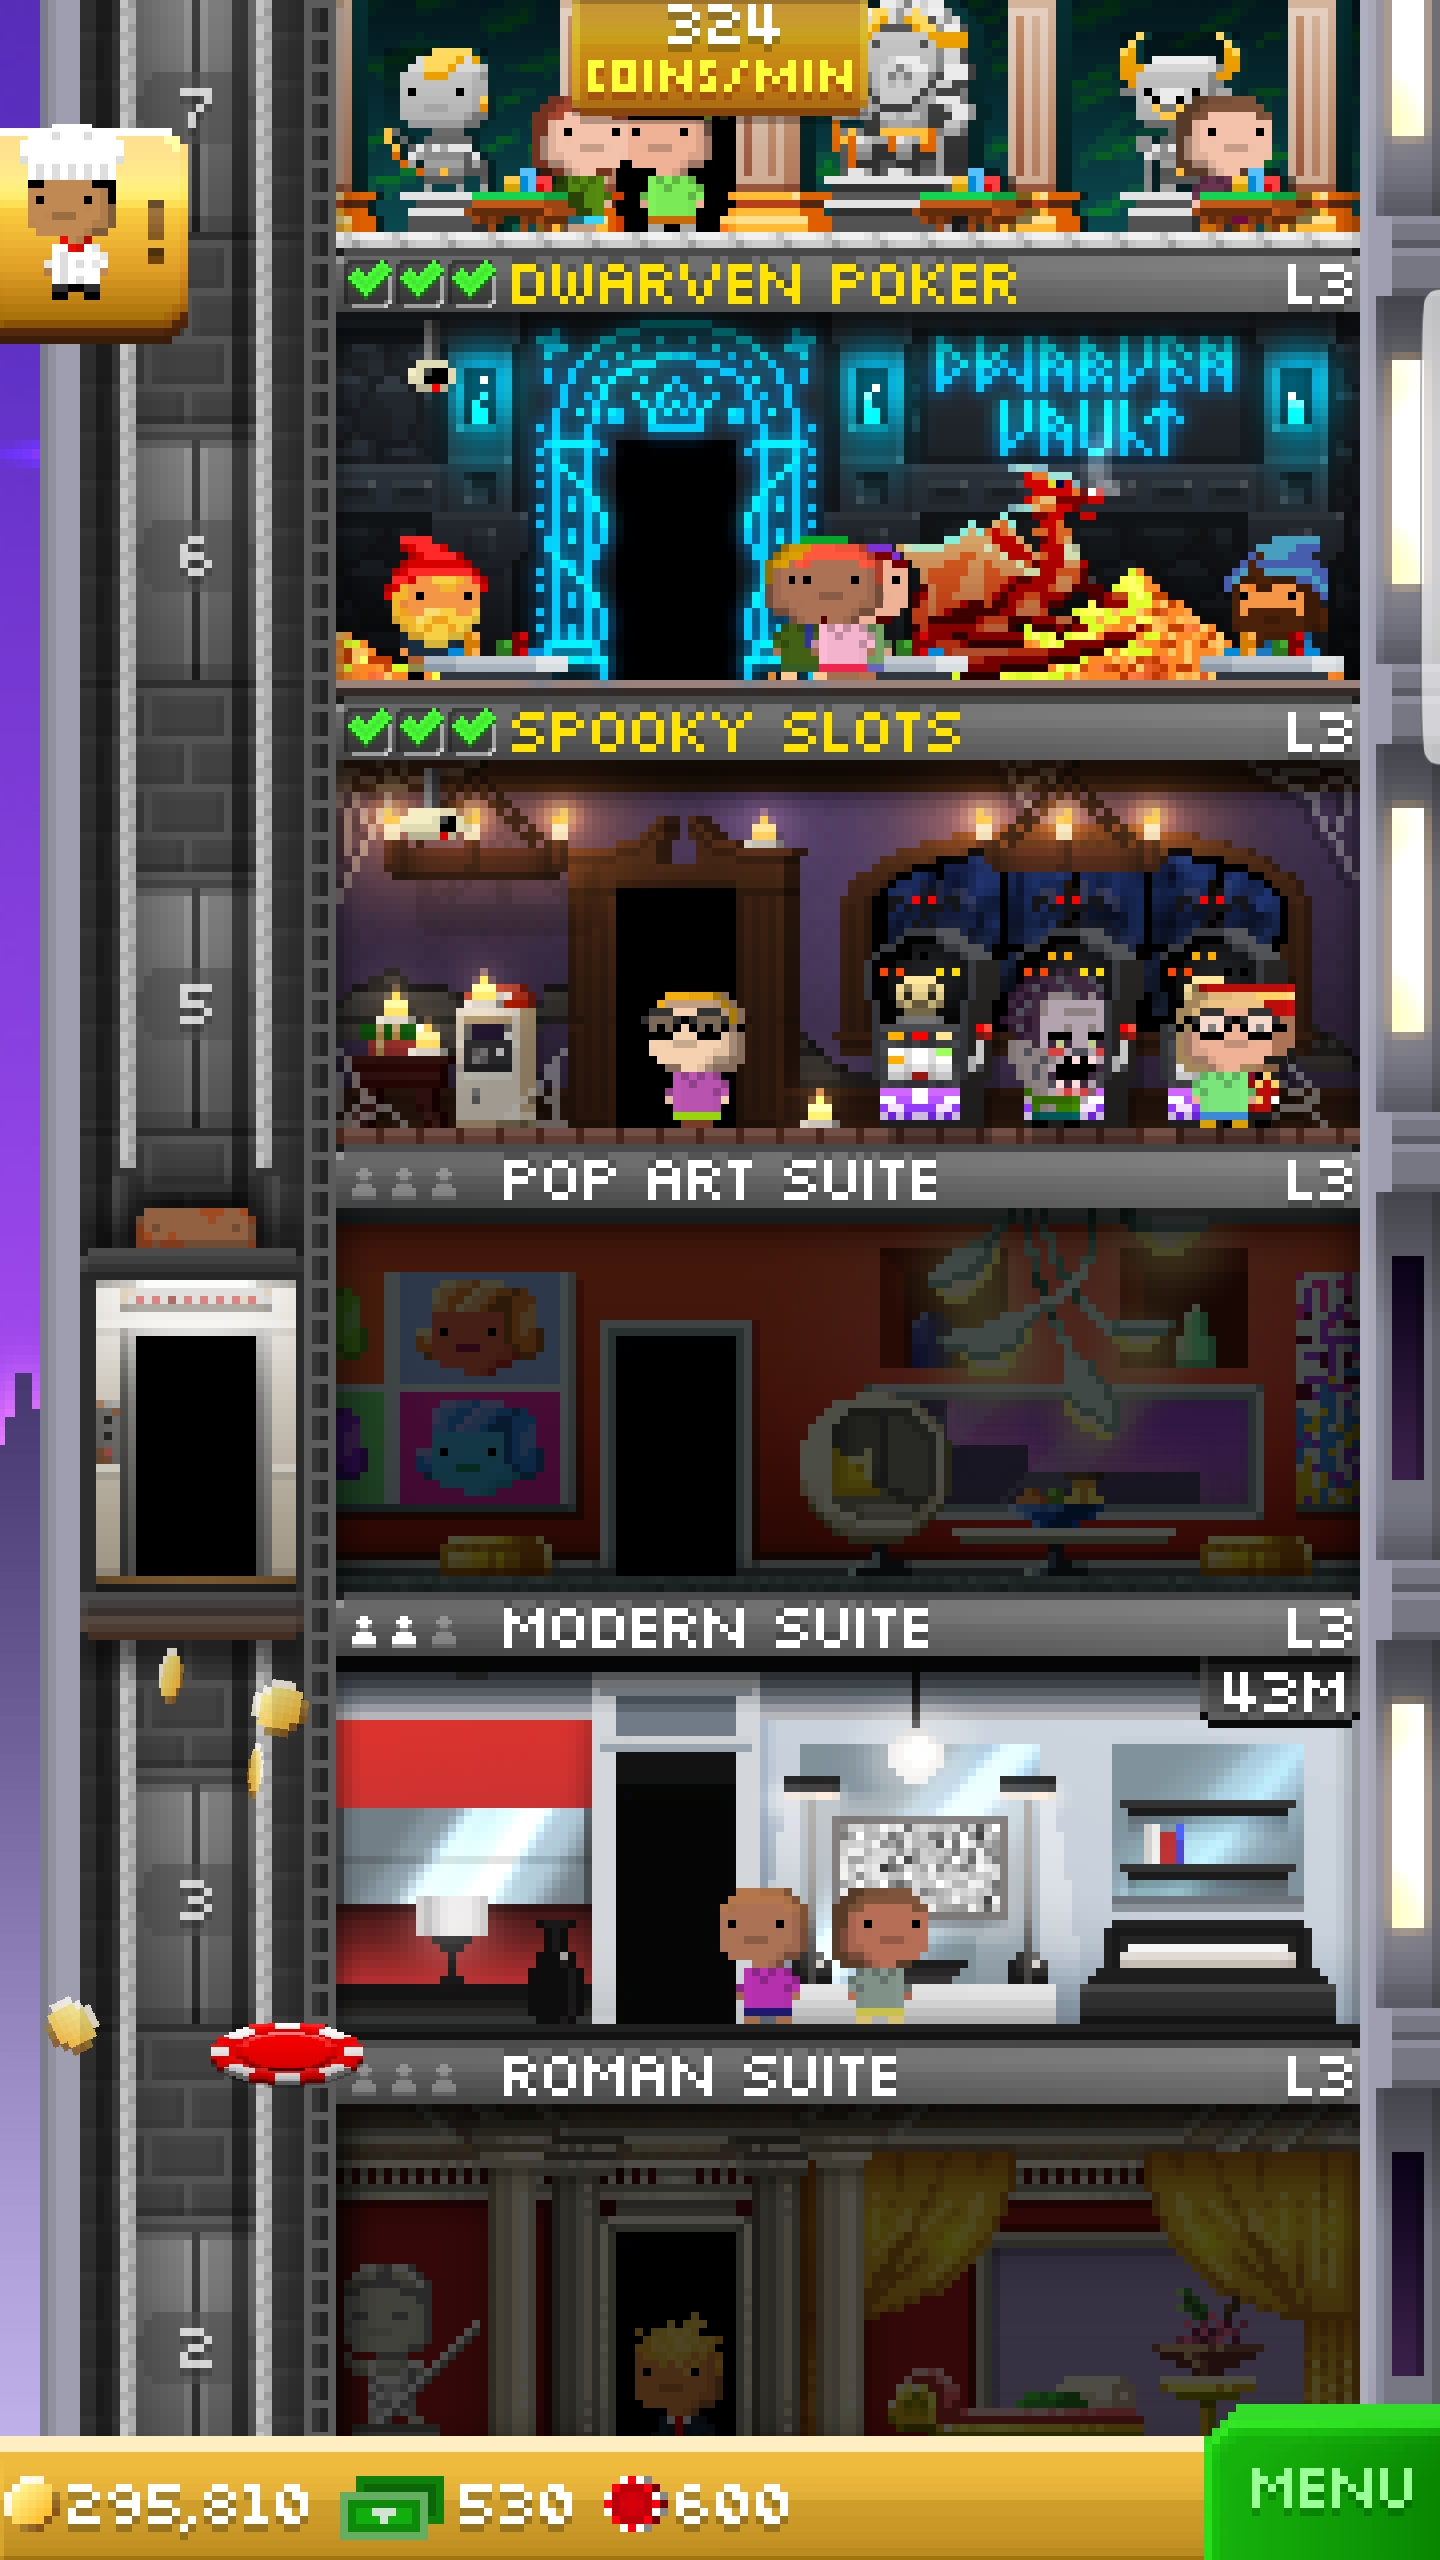 324
COINS/MIN
7
!
DWARVEN POKER L3
DWARVEN
VAULT
6
SPOOKY SLOTS L3
5
POP ART SUITE L3
MODERN SUITE L3
43M
3
ROMAN SUITE L3
2
295,810 530 600
MENU